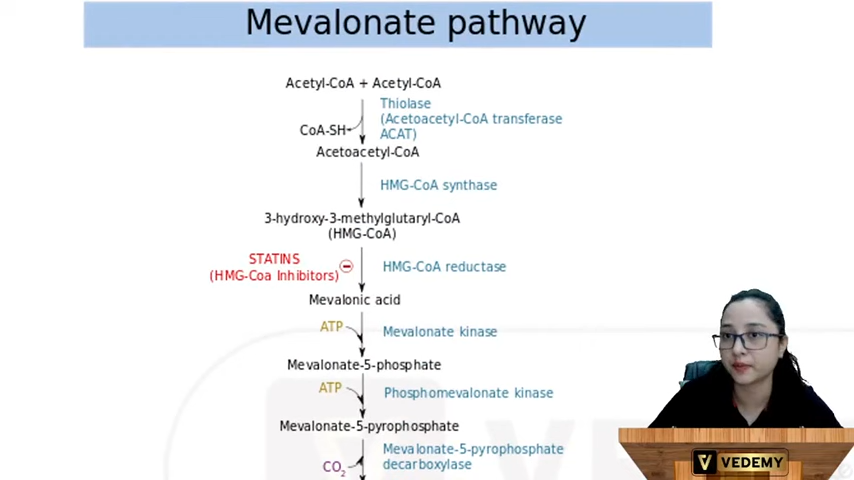 Mevalonate pathway
Acetyl-CoA + Acetyl-CoA
Thiolase
(Acetoacetyl-CoA transferase
ACAT)
CoA-SH
Acetoacetyl-CoA
HMG-CoA synthase
3-hydroxy-3-methylglutaryl-CoA
(HMG-CoA)
STATINS
(HMG-Coa Inhibitors)
HMG-CoA reductase
Mevalonic acid
ATP
Mevalonate kinase
Mevalonate-5-phosphate
ATP
Phosphomevalonate kinase
Mevalonate-5-pyrophosphate
Mevalonate-5-pyrophosphate
decarboxylase
CO₂
VEDEMY
VEDEMY